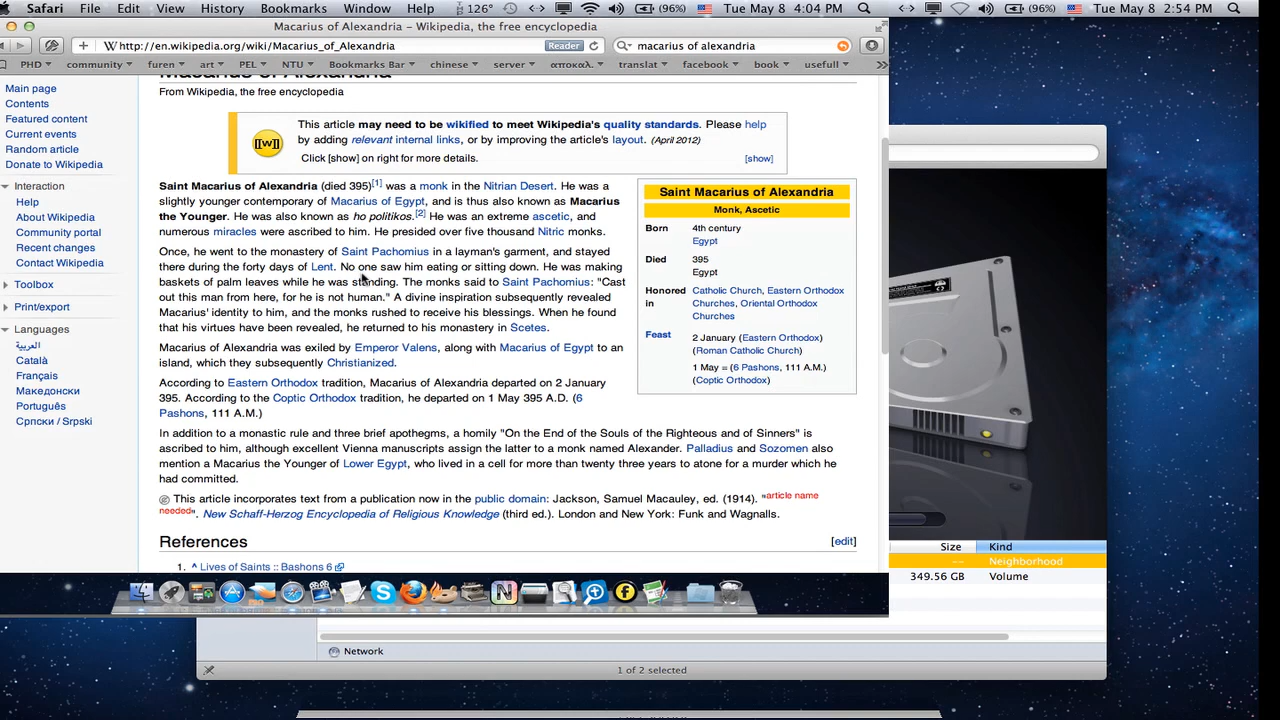 Safari File Edit View History Bookmarks Window Help 126° (96%) Tue May 8 4:04 PM
(96%) Tue May 8 2:54 PM
Macarius of Alexandria – Wikipedia, the free encyclopedia
http://en.wikipedia.org/wiki/Macarius_of_Alexandria Reader macarius of alexandria
PHD community furen art PEL NTU Bookmarks Bar chinese server αποκαλ. translat facebook book usefull
Macarius of Alexandria
From Wikipedia, the free encyclopedia
Main page
Contents
Featured content
Current events
Random article
Donate to Wikipedia
Interaction
Help
About Wikipedia
Community portal
Recent changes
Contact Wikipedia
Toolbox
Print/export
Languages
العربية
Català
Français
Македонски
Português
Српски / Srpski
[[W]]
This article may need to be wikified to meet Wikipedia's quality standards. Please help
by adding relevant internal links, or by improving the article's layout. (April 2012)
Click [show] on right for more details. [show]
Saint Macarius of Alexandria (died 395)[1] was a monk in the Nitrian Desert. He was a
slightly younger contemporary of Macarius of Egypt, and is thus also known as Macarius
the Younger. He was also known as ho politikos.[2] He was an extreme ascetic, and
numerous miracles were ascribed to him. He presided over five thousand Nitric monks.
Once, he went to the monastery of Saint Pachomius in a layman's garment, and stayed
there during the forty days of Lent. No one saw him eating or sitting down. He was making
baskets of palm leaves while he was standing. The monks said to Saint Pachomius: "Cast
out this man from here, for he is not human." A divine inspiration subsequently revealed
Macarius' identity to him, and the monks rushed to receive his blessings. When he found
that his virtues have been revealed, he returned to his monastery in Scetes.
Macarius of Alexandria was exiled by Emperor Valens, along with Macarius of Egypt to an
island, which they subsequently Christianized.
According to Eastern Orthodox tradition, Macarius of Alexandria departed on 2 January
395. According to the Coptic Orthodox tradition, he departed on 1 May 395 A.D. (6
Pashons, 111 A.M.)
In addition to a monastic rule and three brief apothegms, a homily "On the End of the Souls of the Righteous and of Sinners" is
ascribed to him, although excellent Vienna manuscripts assign the latter to a monk named Alexander. Palladius and Sozomen also
mention a Macarius the Younger of Lower Egypt, who lived in a cell for more than twenty three years to atone for a murder which he
had committed.
This article incorporates text from a publication now in the public domain: Jackson, Samuel Macauley, ed. (1914). "article name
needed". New Schaff-Herzog Encyclopedia of Religious Knowledge (third ed.). London and New York: Funk and Wagnalls.
References [edit]
1. ^ Lives of Saints :: Bashons 6
Saint Macarius of Alexandria
Monk, Ascetic
Born 4th century
Egypt
Died 395
Egypt
Honored in Catholic Church, Eastern Orthodox
Churches, Oriental Orthodox
Churches
Feast 2 January (Eastern Orthodox)
(Roman Catholic Church)
1 May = (6 Pashons, 111 A.M.)
(Coptic Orthodox)
Size Kind
-- Neighborhood
349.56 GB Volume
Network
1 of 2 selected